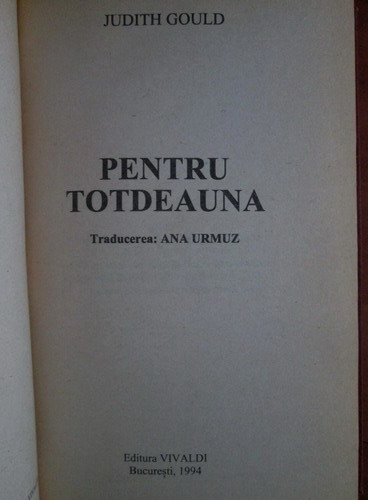 JUDITH GOULD
PENTRU
TOTDEAUNA
Traducerea: ANA URMUZ
Editura VIVALDI
București, 1994